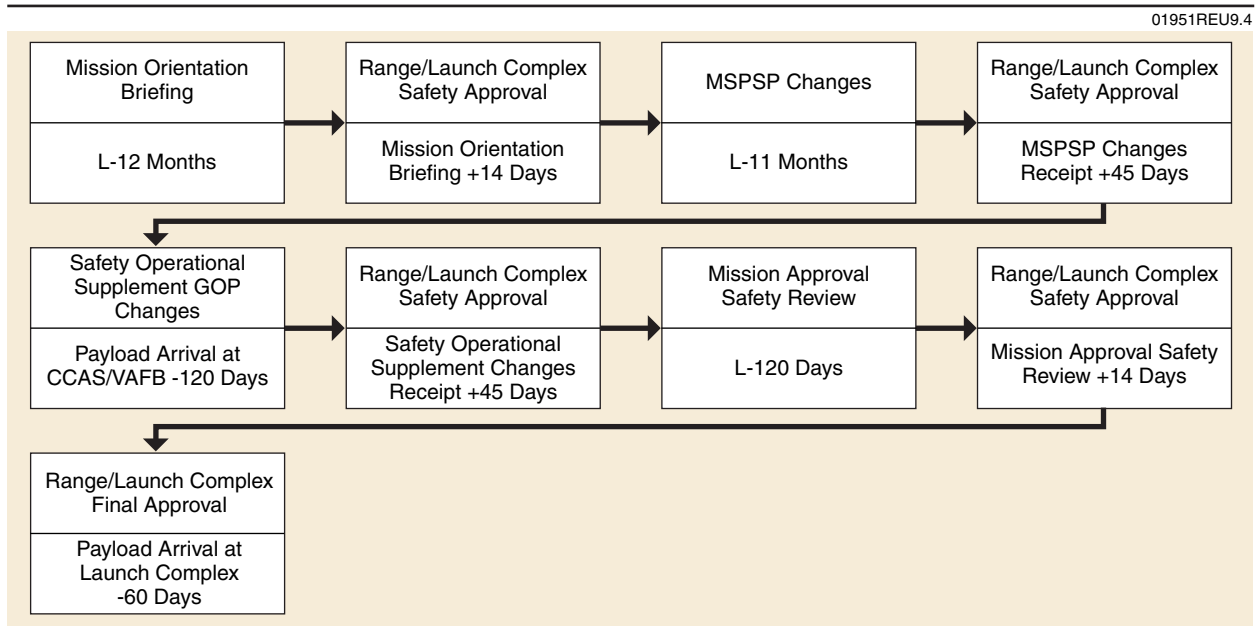 01951REU9.4
Mission Orientation
Briefing
L-12 Months
Range/Launch Complex
Safety Approval
Mission Orientation
Briefing +14 Days
MSPSP Changes
L-11 Months
Range/Launch Complex
Safety Approval
MSPSP Changes
Receipt +45 Days
Safety Operational
Supplement GOP
Changes
Payload Arrival at
CCAS/VAFB -120 Days
Range/Launch Complex
Safety Approval
Safety Operational
Supplement Changes
Receipt +45 Days
Mission Approval
Safety Review
L-120 Days
Range/Launch Complex
Safety Approval
Mission Approval Safety
Review +14 Days
Range/Launch Complex
Final Approval
Payload Arrival at
Launch Complex
-60 Days